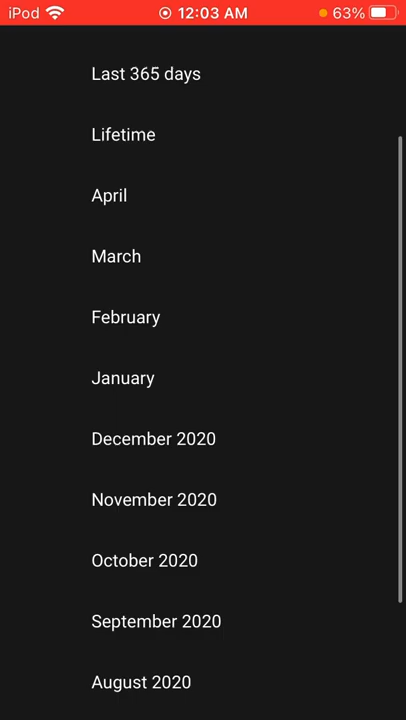 iPod 12:03 AM 63%
Last 365 days
Lifetime
April
March
February
January
December 2020
November 2020
October 2020
September 2020
August 2020